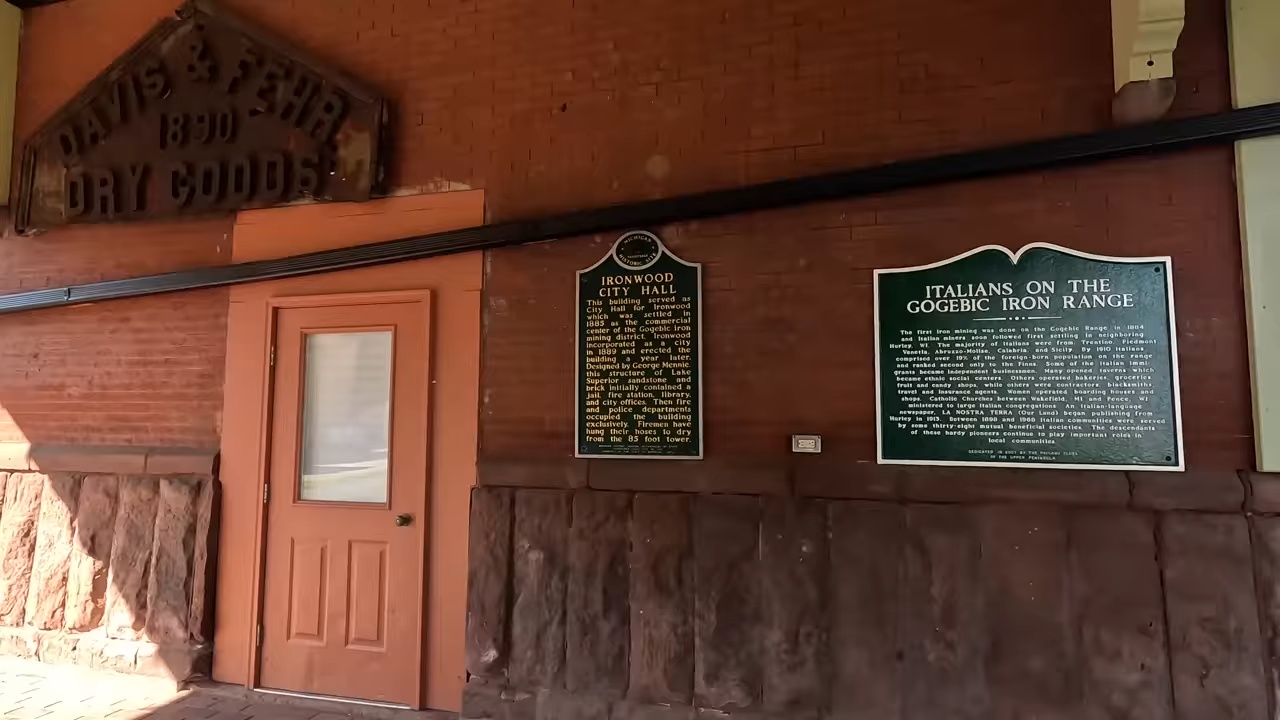 DAVIS & FEHR
1890
DRY GOODS
MICHIGAN
HISTORIC SITE
IRONWOOD
CITY HALL
This building served as
City Hall for Ironwood
which was settled in
1885 as the commercial
center of the Gogebic iron
mining district. Ironwood
incorporated as a city
in 1889 and erected the
building a year later.
Designed by George Mennie,
this structure of Lake
Superior sandstone and
brick initially contained a
jail, fire station, library,
and city offices. Then fire
and police departments
occupied the building
exclusively. Firemen have
hung their hoses to dry
from the 85 foot tower.
ITALIANS ON THE
GOGEBIC IRON RANGE
The first iron mining was done on the Gogebic Range in 1884
and Italian miners soon followed first settling in neighboring
Hurley, WI. The majority of Italians were from Trentino, Piedmont
Veneto, Abruzzo-Molise, Calabria, and Sicily. By 1910 Italians
comprised over 19% of the foreign-born population on the range
and ranked second only to the Finns. Some of the Italian immi-
grants became independent businessmen. Many opened taverns which
became ethnic social centers. Others operated bakeries, groceries
fruit and candy shops, while others were contractors, blacksmiths,
travel and insurance agents. Women operated boarding houses and
shops. Catholic Churches between Wakefield, MI and Pence, WI
ministered to large Italian congregations. An Italian-language
newspaper, LA NOSTRA TERRA (Our Land) began publishing from
Hurley in 1913. Between 1888 and 1968 Italian communities were served
by some thirty-eight mutual beneficial societies. The descendants
of these hardy pioneers continue to play important roles in
local communities.
DEDICATED IN 2007 BY THE PAISANO CLUBS
OF THE UPPER PENINSULA